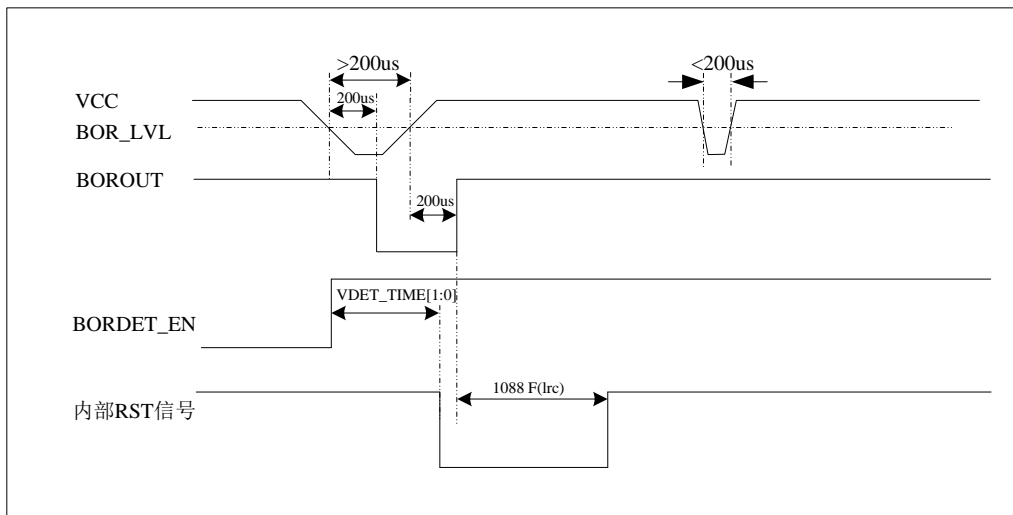 >200us
<200us
200us
VCC
BOR_LVL
BOROUT
200us
VDET_TIME[1:0]
BORDET_EN
1088 F(lrc)
内部RST信号